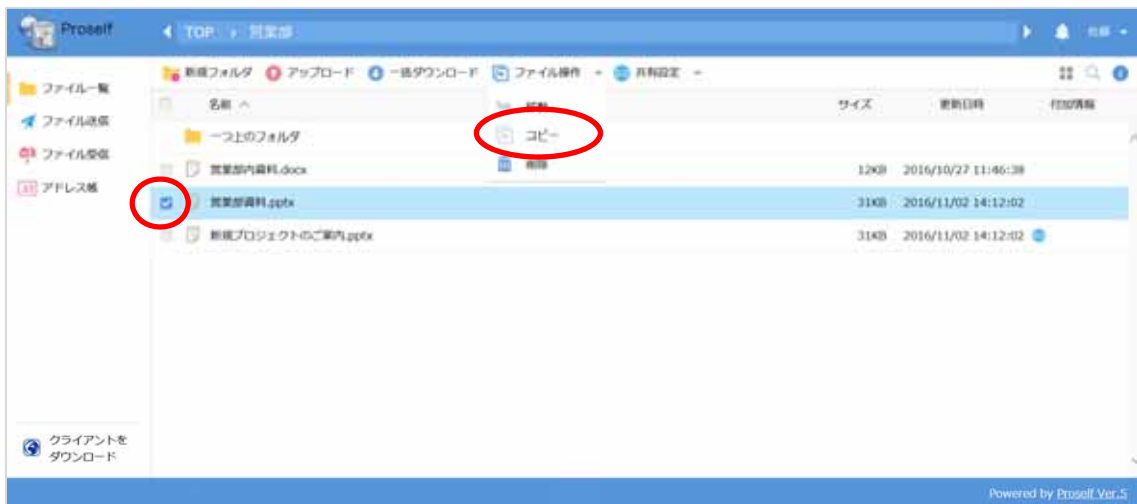 Proself
TOP 営業部
新規フォルダ アップロード 一括ダウンロード ファイル操作 共有設定
ファイル一覧
ファイル送信
ファイル受信
アドレス帳
名前 サイズ 更新日時 付加情報
移動
コピー
削除
一つ上のフォルダ
営業部内資料.docx 12KB 2016/10/27 11:46:38
営業部資料.pptx 31KB 2016/11/02 14:12:02
新規プロジェクトのご案内.pptx 31KB 2016/11/02 14:12:02
クライアントを
ダウンロード
Powered by Proself Ver.5